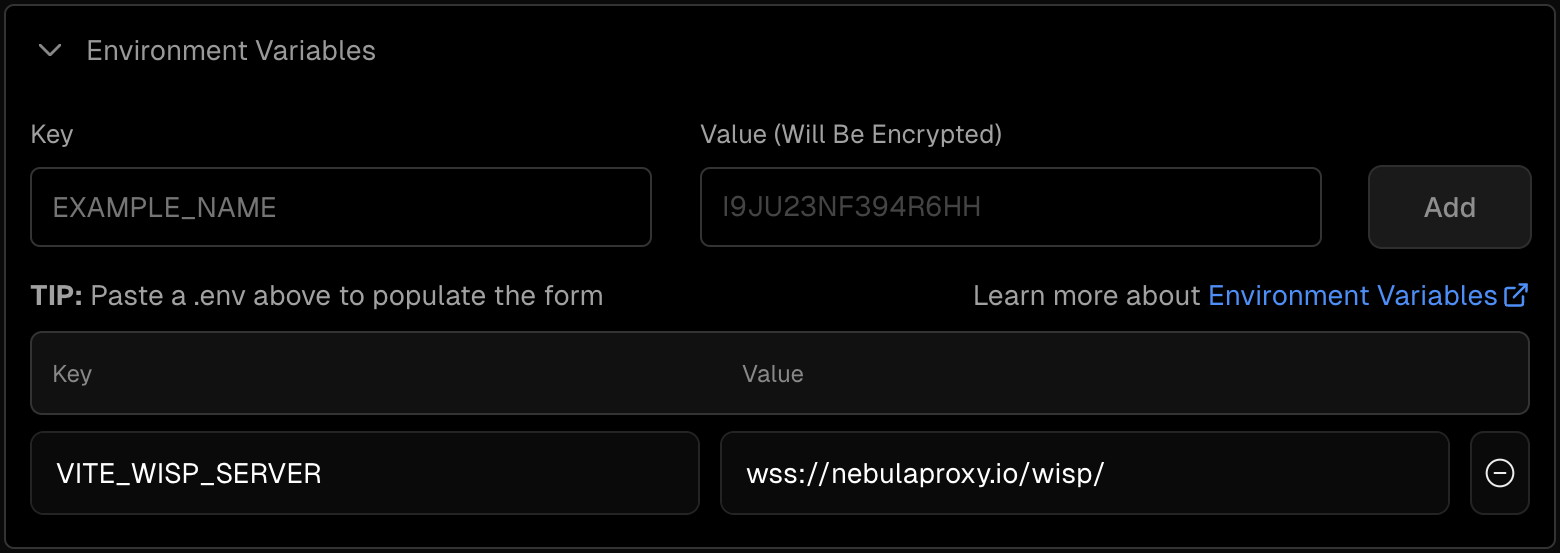 Environment Variables
Key
Value (Will Be Encrypted)
EXAMPLE_NAME
I9JU23NF394R6HH
Add
TIP: Paste a .env above to populate the form
Learn more about Environment Variables
Key
Value
VITE_WISP_SERVER
wss://nebulaproxy.io/wisp/